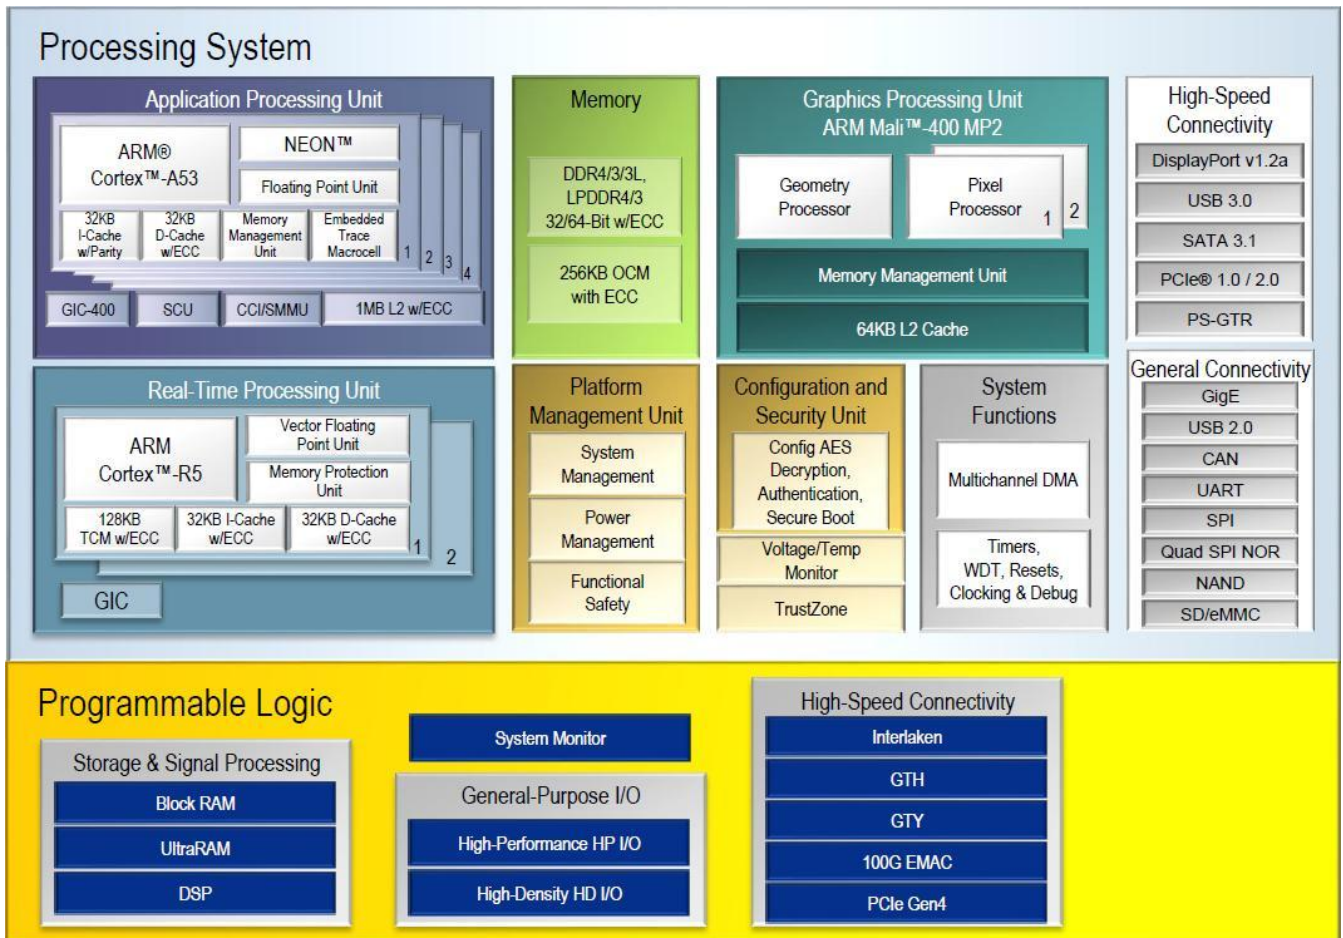 Processing System
Application Processing Unit
ARM®
Cortex™-A53
NEON™
Floating Point Unit
32KB
I-Cache
w/Parity
32KB
D-Cache
w/ECC
Memory
Management
Unit
Embedded
Trace
Macrocell
1
2
3
4
GIC-400
SCU
CCI/SMMU
1MB L2 w/ECC
Memory
DDR4/3/3L,
LPDDR4/3
32/64-Bit w/ECC
256KB OCM
with ECC
Graphics Processing Unit
ARM Mali™-400 MP2
Geometry
Processor
Pixel
Processor
1
2
Memory Management Unit
64KB L2 Cache
High-Speed
Connectivity
DisplayPort v1.2a
USB 3.0
SATA 3.1
PCIe® 1.0 / 2.0
PS-GTR
Real-Time Processing Unit
ARM
Cortex™-R5
Vector Floating
Point Unit
Memory Protection
Unit
128KB
TCM w/ECC
32KB I-Cache
w/ECC
32KB D-Cache
w/ECC
1
2
GIC
Platform
Management Unit
System
Management
Power
Management
Functional
Safety
Configuration and
Security Unit
Config AES
Decryption,
Authentication,
Secure Boot
Voltage/Temp
Monitor
TrustZone
System
Functions
Multichannel DMA
Timers,
WDT, Resets,
Clocking & Debug
General Connectivity
GigE
USB 2.0
CAN
UART
SPI
Quad SPI NOR
NAND
SD/eMMC
Programmable Logic
Storage & Signal Processing
Block RAM
UltraRAM
DSP
System Monitor
General-Purpose I/O
High-Performance HP I/O
High-Density HD I/O
High-Speed Connectivity
Interlaken
GTH
GTY
100G EMAC
PCIe Gen4